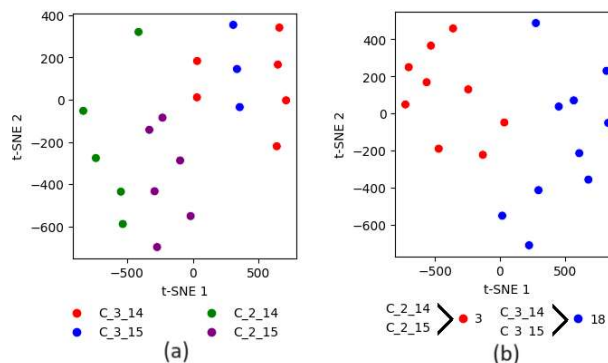 400
200
0
−200
−400
−600
t-SNE 2
−500 0 500
t-SNE 1
C_3_14 C_2_14
C_3_15 C_2_15
(a)
400
200
0
−200
−400
−600
t-SNE 2
−500 0 500
t-SNE 1
C_2_14 C_3_14
3 18
C_2_15 C_3_15
(b)